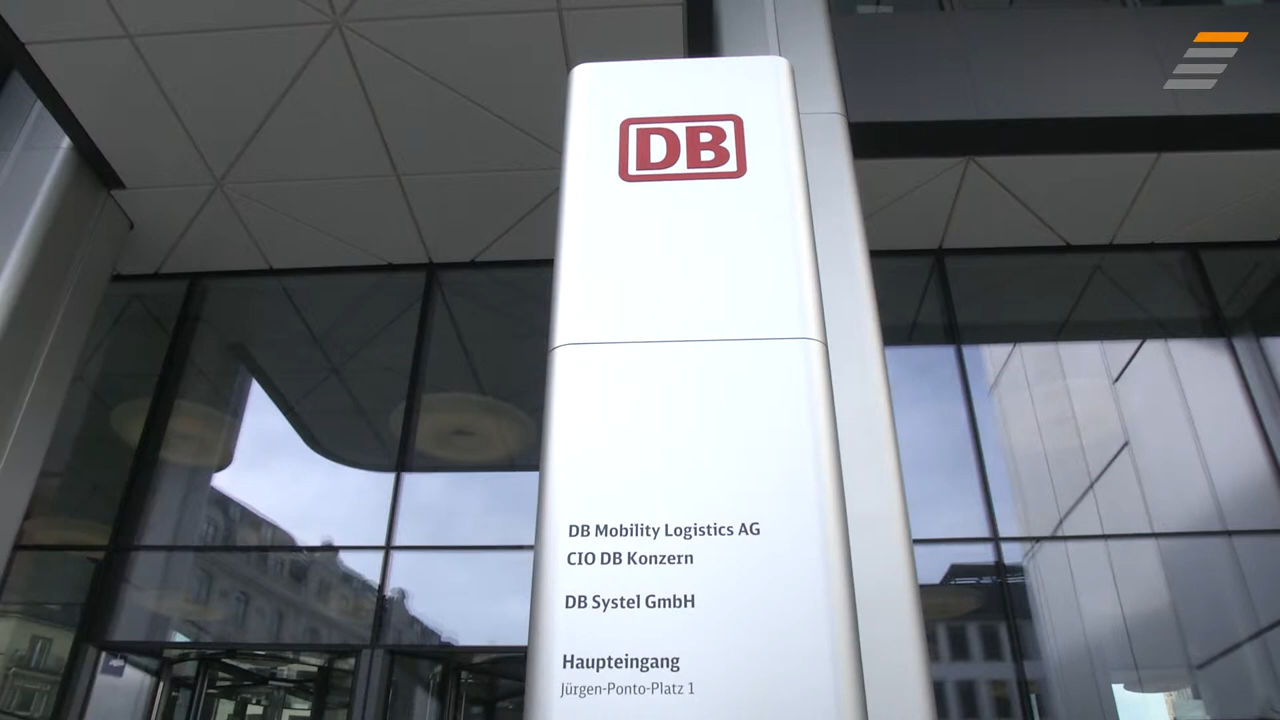 DB
DB Mobility Logistics AG
CIO DB Konzern
DB Systel GmbH
Haupteingang
Jürgen-Ponto-Platz 1